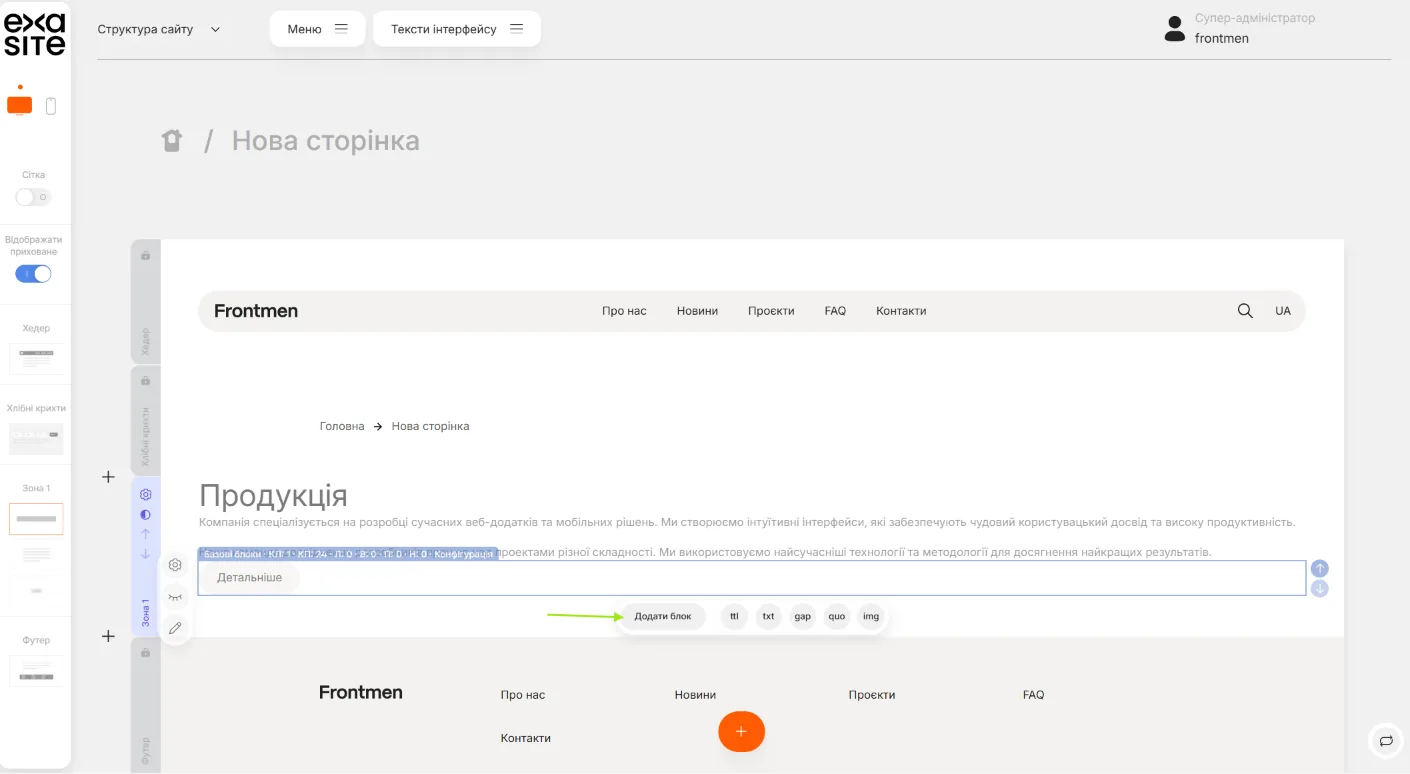 exa
SITE
Структура сайту
Меню
Тексти інтерфейсу
Супер-адміністратор
frontmen
/ Нова сторінка
Сітка
Відображати
приховане
Хедер
Хлібні крихти
Зона 1
Футер
Хедер
Хлібні крихти
Зона 1
Футер
Frontmen
Про нас
Новини
Проєкти
FAQ
Контакти
UA
Головна → Нова сторінка
Продукція
Компанія спеціалізується на розробці сучасних веб-додатків та мобільних рішень. Ми створюємо інтуїтивні інтерфейси, які забезпечують чудовий користувацький досвід та високу продуктивність.
проектами різної складності. Ми використовуємо найсучасніші технології та методології для досягнення найкращих результатів.
Базові блоки
Конфігурація
Детальніше
Додати блок
ttl
txt
gap
quo
img
Frontmen
Про нас
Новини
Проєкти
FAQ
Контакти
+